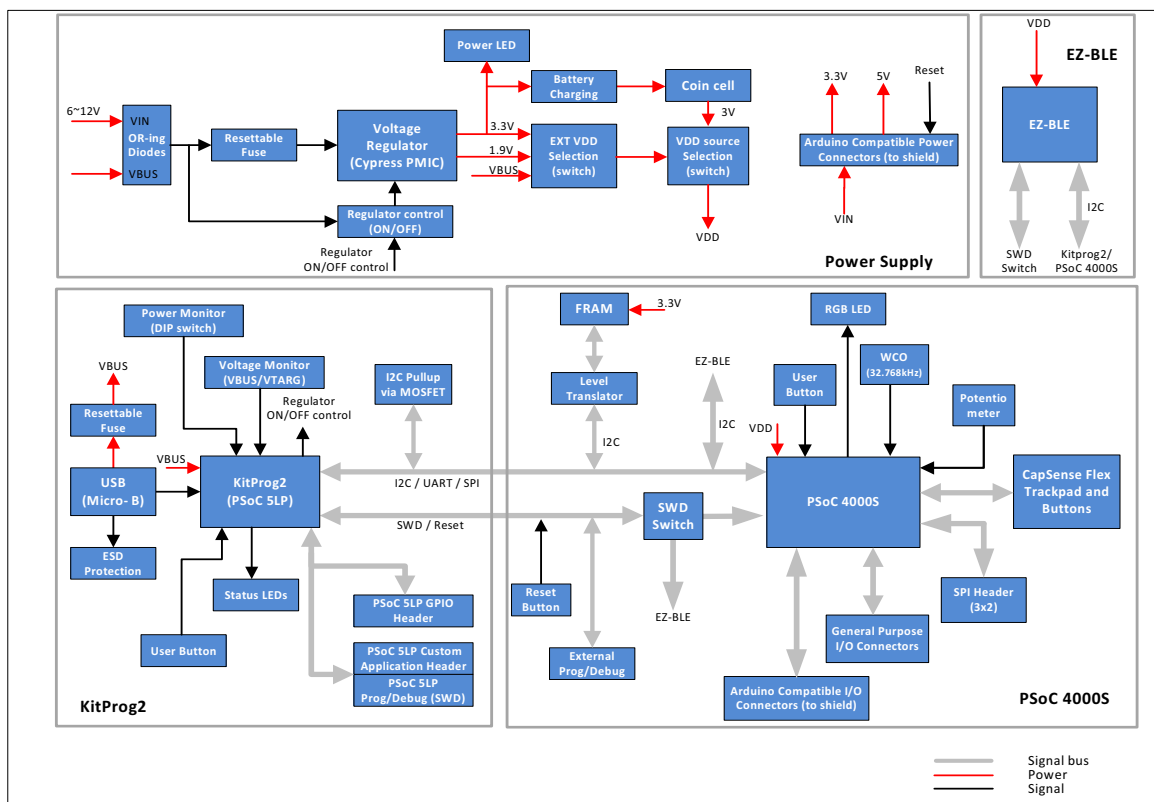 Power LED
Battery
Charging
Coin cell
6~12V
VIN
OR-ing
Diodes
VBUS
Resettable
Fuse
Voltage
Regulator
(Cypress PMIC)
3.3V
1.9V
VBUS
EXT VDD
Selection
(switch)
3V
VDD source
Selection
(switch)
VDD
Regulator control
(ON/OFF)
Regulator
ON/OFF control
3.3V
5V
Reset
Arduino Compatible Power
Connectors (to shield)
VIN
Power Supply
VDD
EZ-BLE
EZ-BLE
I2C
SWD
Switch
Kitprog2/
PSoC 4000S
Power Monitor
(DIP switch)
VBUS
Voltage Monitor
(VBUS/VTARG)
Regulator
ON/OFF control
I2C Pullup
via MOSFET
Resettable
Fuse
VBUS
USB
(Micro- B)
KitProg2
(PSoC 5LP)
I2C / UART / SPI
SWD / Reset
ESD
Protection
Status LEDs
User Button
PSoC 5LP GPIO
Header
PSoC 5LP Custom
Application Header
PSoC 5LP
Prog/Debug (SWD)
KitProg2
FRAM
3.3V
Level
Translator
I2C
EZ-BLE
I2C
RGB LED
User
Button
WCO
(32.768kHz)
Potentio
meter
VDD
PSoC 4000S
CapSense Flex
Trackpad and
Buttons
SWD
Switch
Reset
Button
EZ-BLE
External
Prog/Debug
SPI Header
(3x2)
General Purpose
I/O Connectors
Arduino Compatible I/O
Connectors (to shield)
PSoC 4000S
Signal bus
Power
Signal